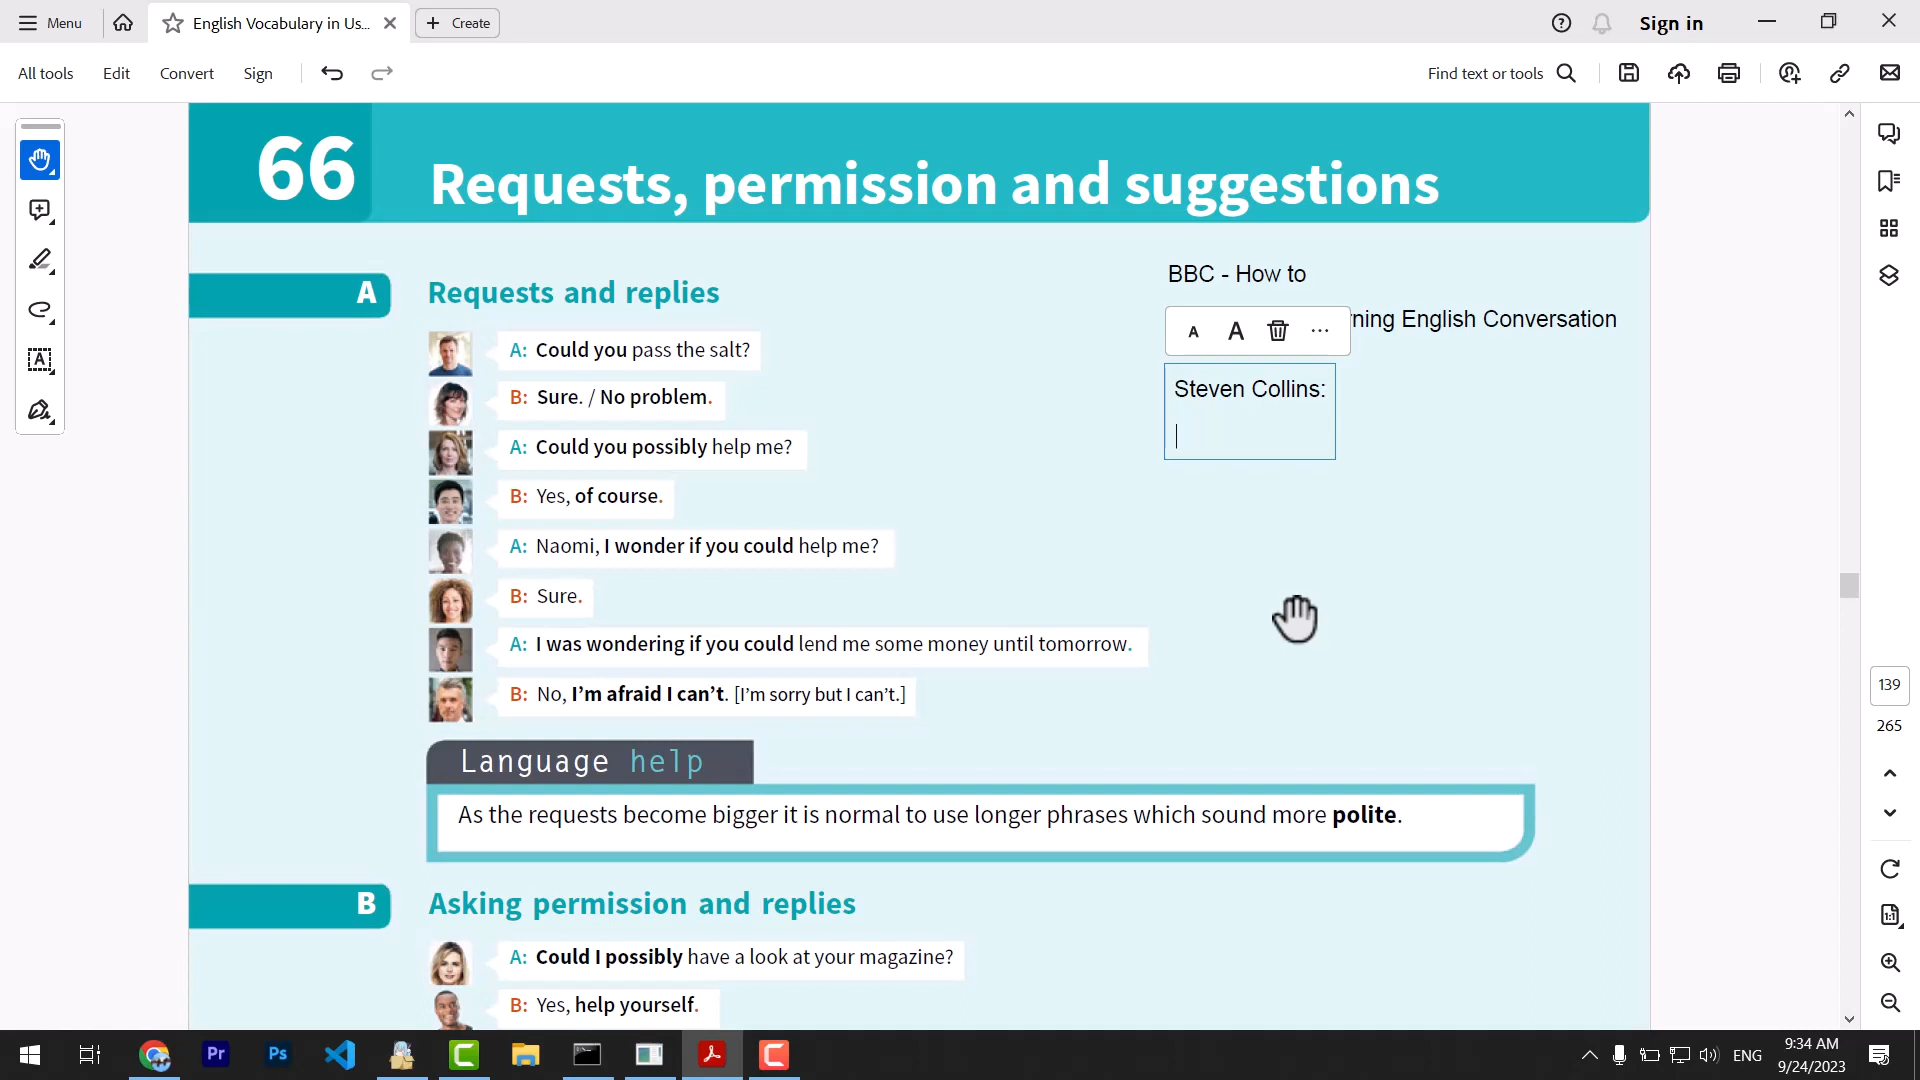 Menu
English Vocabulary in Us...
Create
Sign in
All tools
Edit
Convert
Sign
Find text or tools
66
Requests, permission and suggestions
BBC - How to
A
Requests and replies
rning English Conversation
A A ...
A: Could you pass the salt?
Steven Collins:
B: Sure. / No problem.
A: Could you possibly help me?
B: Yes, of course.
A: Naomi, I wonder if you could help me?
B: Sure.
A: I was wondering if you could lend me some money until tomorrow.
B: No, I'm afraid I can't. [I'm sorry but I can't.]
139
265
Language help
As the requests become bigger it is normal to use longer phrases which sound more polite.
B
Asking permission and replies
A: Could I possibly have a look at your magazine?
B: Yes, help yourself.
1:1
Pr
Ps
ENG
9:34 AM
9/24/2023